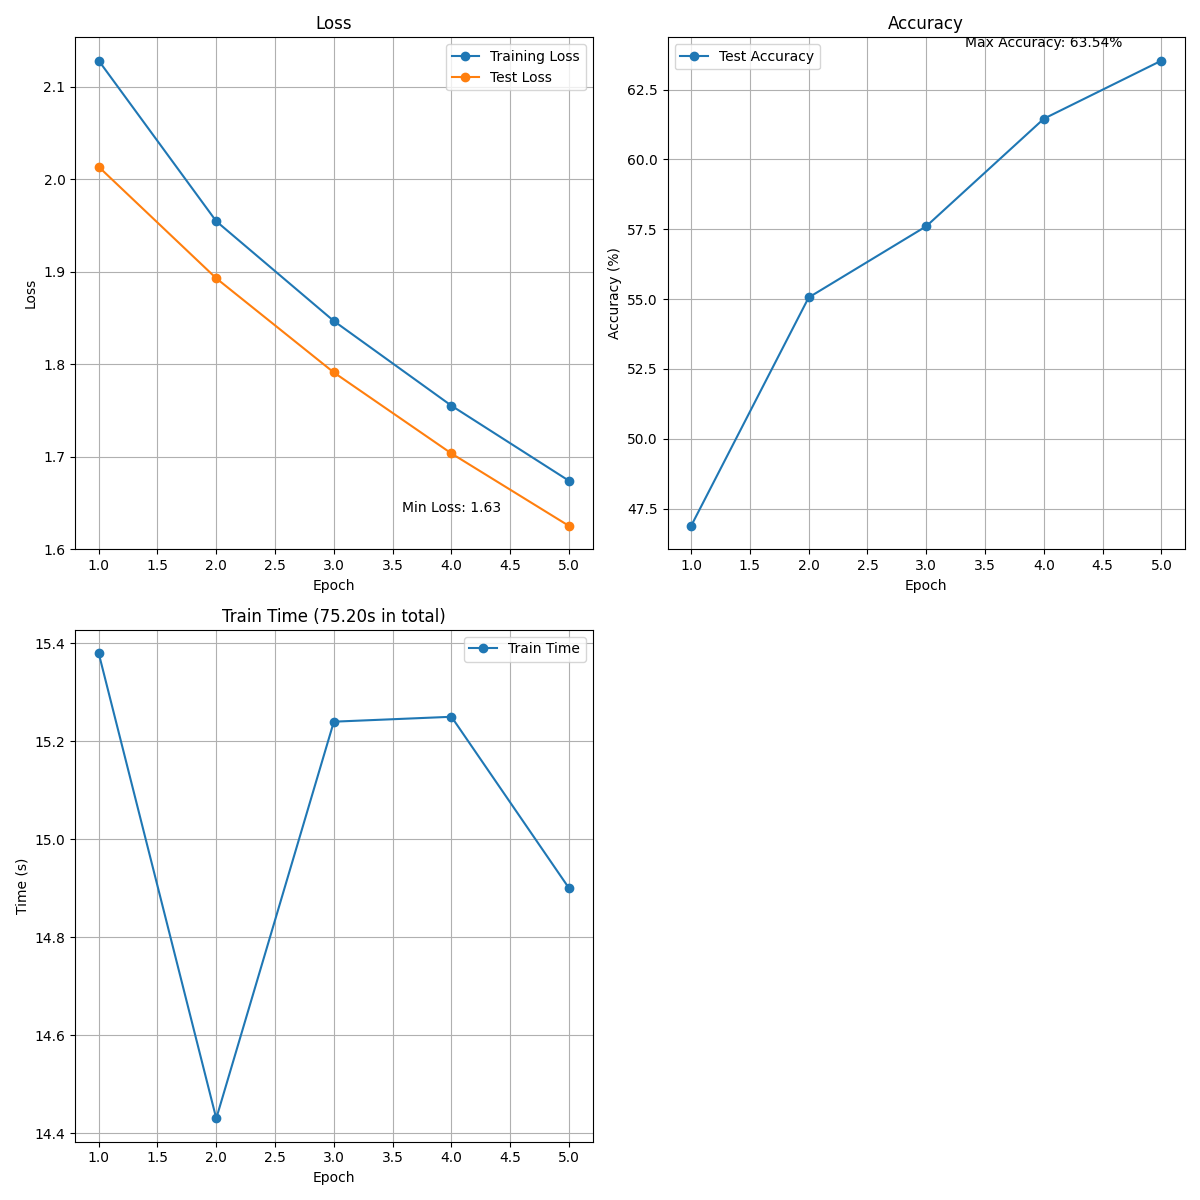 Loss
Training Loss
Test Loss
Loss
2.1
2.0
1.9
1.8
1.7
1.6
Min Loss: 1.63
1.0 1.5 2.0 2.5 3.0 3.5 4.0 4.5 5.0
Epoch
Accuracy
Max Accuracy: 63.54%
Test Accuracy
Accuracy (%)
62.5
60.0
57.5
55.0
52.5
50.0
47.5
1.0 1.5 2.0 2.5 3.0 3.5 4.0 4.5 5.0
Epoch
Train Time (75.20s in total)
Train Time
Time (s)
15.4
15.2
15.0
14.8
14.6
14.4
1.0 1.5 2.0 2.5 3.0 3.5 4.0 4.5 5.0
Epoch